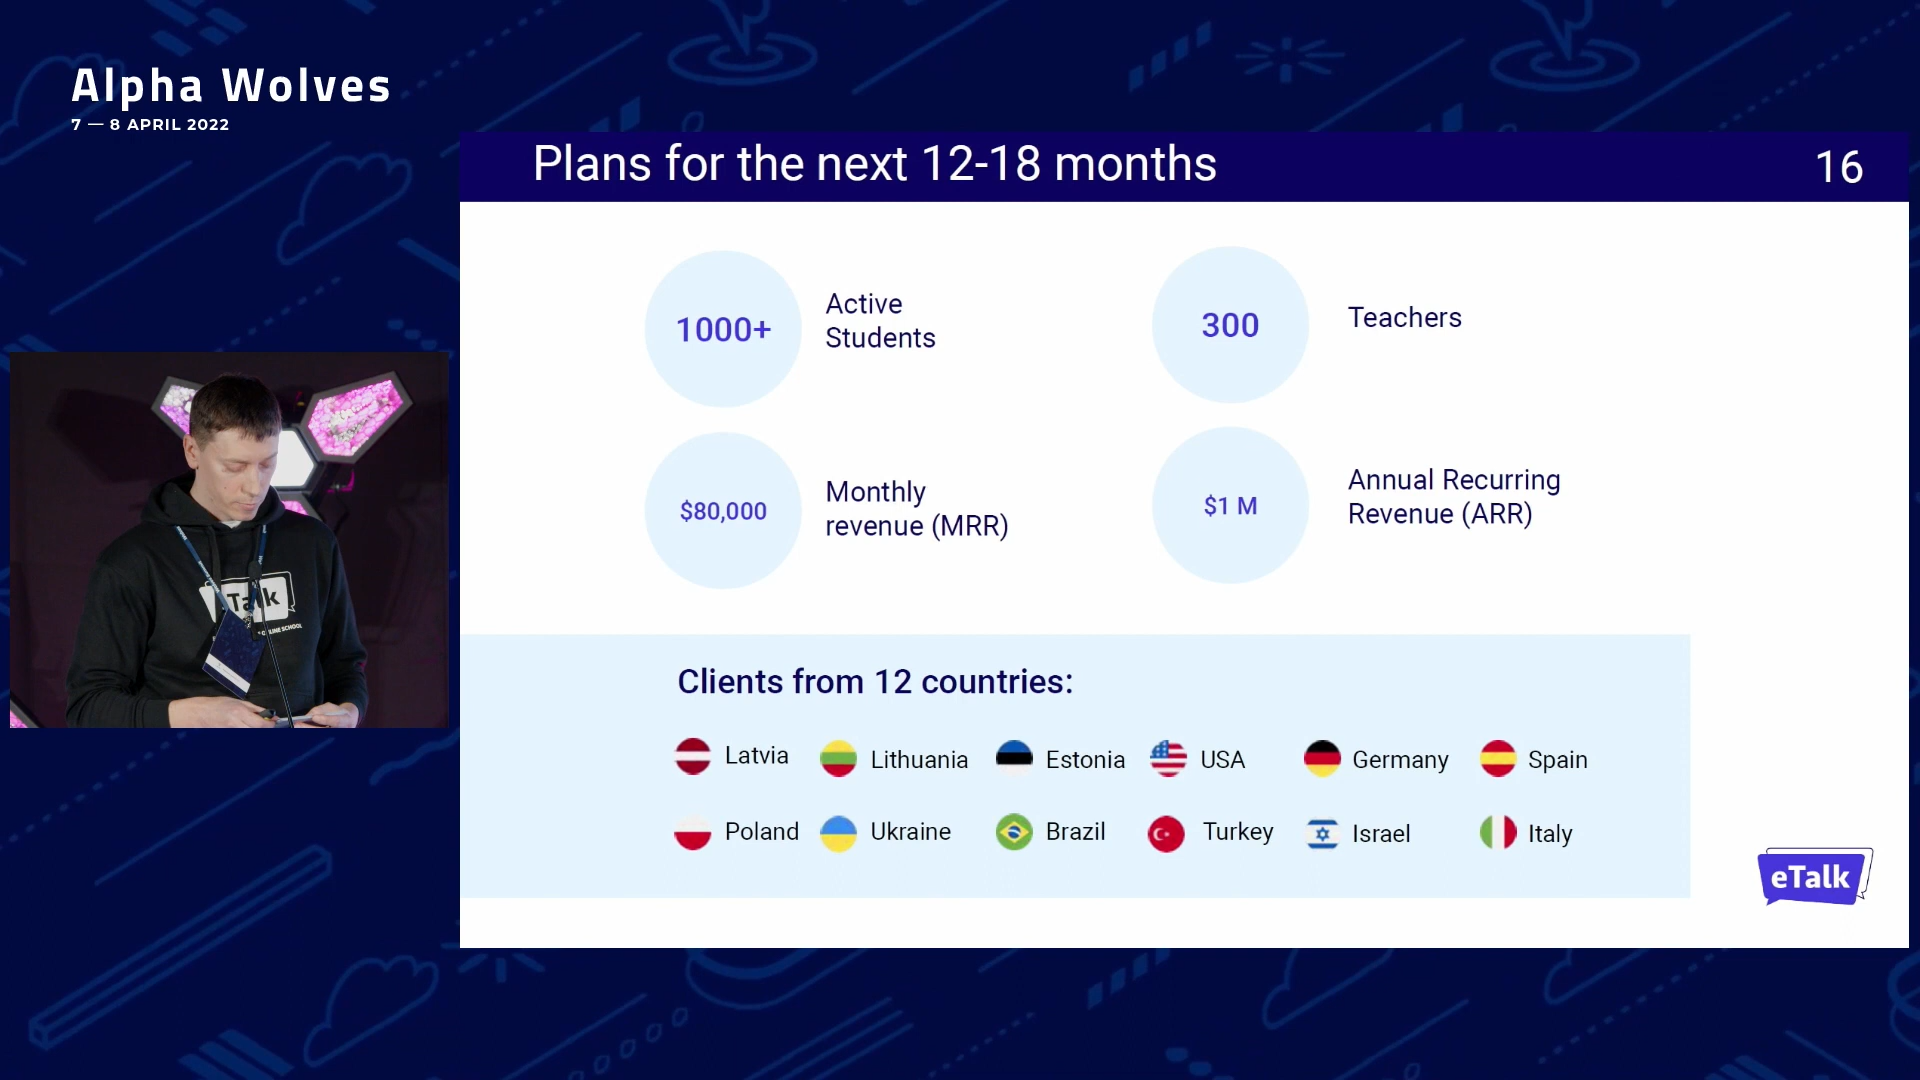 Alpha Wolves
7 — 8 APRIL 2022
Plans for the next 12-18 months
16
1000+
Active
Students
300
Teachers
$80,000
Monthly
revenue (MRR)
$1 M
Annual Recurring
Revenue (ARR)
Clients from 12 countries:
Latvia
Lithuania
Estonia
USA
Germany
Spain
Poland
Ukraine
Brazil
Turkey
Israel
Italy
eTalk
Talk
SCHOOL